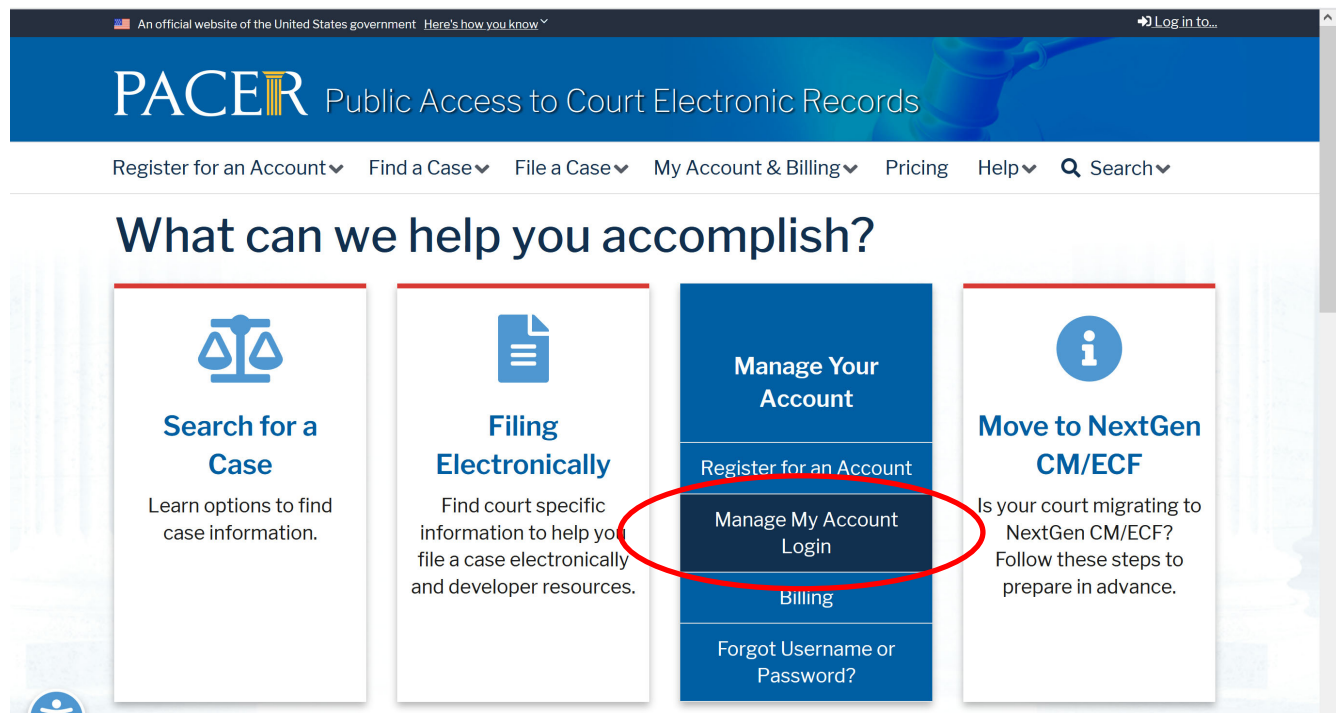 An official website of the United States government Here's how you know
Log in to...
PACER Public Access to Court Electronic Records
Register for an Account Find a Case File a Case My Account & Billing Pricing Help Search
What can we help you accomplish?
Search for a
Case
Learn options to find
case information.
Filing
Electronically
Find court specific
information to help you
file a case electronically
and developer resources.
Manage Your
Account
Register for an Account
Manage My Account
Login
Billing
Forgot Username or
Password?
Move to NextGen
CM/ECF
Is your court migrating to
NextGen CM/ECF?
Follow these steps to
prepare in advance.